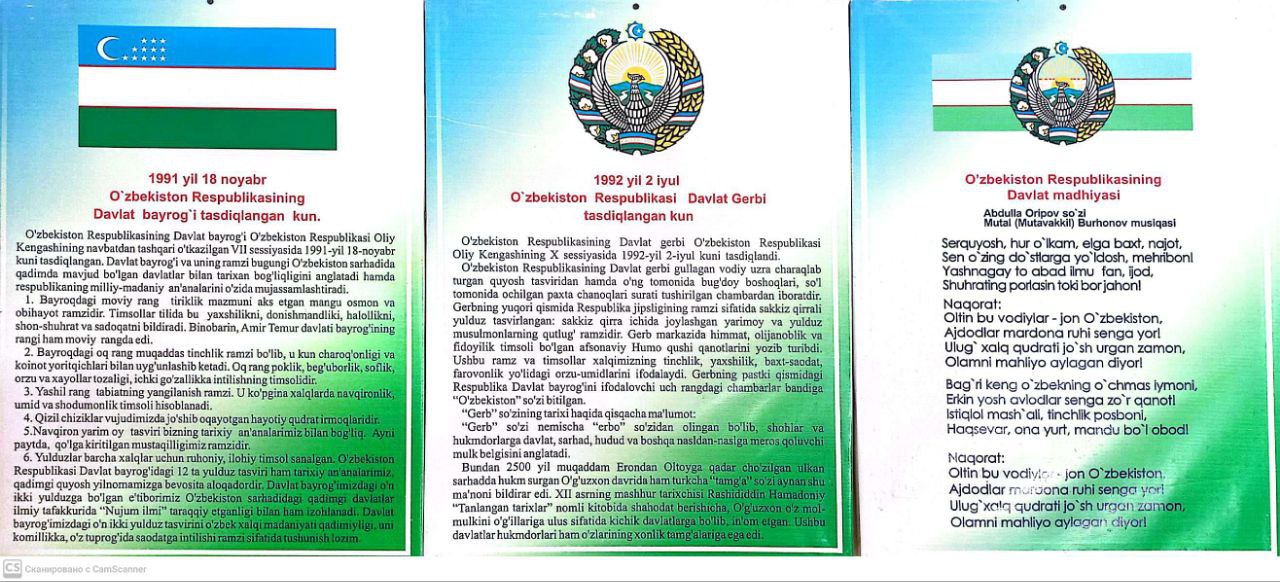 1991 yil 18 noyabr
O`zbekiston Respublikasining
Davlat bayrog`i tasdiqlangan kun.
O'zbekiston Respublikasining Davlat bayrog'i O'zbekiston Respublikasi Oliy
Kengashining navbatdan tashqari o'tkazilgan VII sessiyasida 1991-yil 18-noyabr
kuni tasdiqlangan. Davlat bayrog'i va uning ramzi bugungi O'zbekiston sarhadida
qadimda mavjud bo'lgan davlatlar bilan tarixan bog'liqligini anglatadi hamda
respublikaning milliy-madaniy an'analarini o'zida mujassamlashtiradi.
1. Bayroqdagi moviy rang tiriklik mazmuni aks etgan mangu osmon va
obihayot ramzidir. Timsollar tilida bu yaxshilikni, donishmandlikni, halollikni,
shon-shuhrat va sadoqatni bildiradi. Binobarin, Amir Temur davlati bayrog'ining
rangi ham moviy rangda edi.
2. Bayroqdagi oq rang muqaddas tinchlik ramzi bo'lib, u kun charog'onligi va
koinot yoritqichlari bilan uyg'unlashib ketadi. Oq rang poklik, beg'uborlik, soflik,
orzu va xayollar tozaligi, ichki go'zallikka intilishning timsolidir.
3. Yashil rang tabiatning yangilanish ramzi. U ko'pgina xalqlarda navqironlik,
umid va shodumonlik timsoli hisoblanadi.
4. Qizil chiziklar vujudimizda jo'shib oqayotgan hayotiy qudrat irmoqlaridir.
5.Navqiron yarim oy tasviri bizning tarixiy an'analarimiz bilan bog'liq. Ayni
paytda, qo'lga kiritilgan mustaqilligimiz ramzidir.
6. Yulduzlar barcha xalqlar uchun ruhoniy, ilohiy timsol sanalgan. O'zbekiston
Respublikasi Davlat bayrog'idagi 12 ta yulduz tasviri ham tarixiy an'analarimiz,
qadimgi quyosh yilnomamizga bevosita aloqadordir. Davlat bayrog'imizdagi o'n
ikki yulduzga bo'lgan e'tiborimiz O'zbekiston sarhadidagi qadimgi davlatlar
ilmiy tafakkurida “Nujum ilmi” taraqqiy etganligi bilan ham izohlanadi. Davlat
bayrog'imizdagi o'n ikki yulduz tasvirini o'zbek xalqi madaniyati qadimiyligi, uni
komillikka, o'z tuprog'ida saodatga intilishi ramzi sifatida tushunish lozim.
1992 yil 2 iyul
O`zbekiston Respublikasi Davlat Gerbi
tasdiqlangan kun
O'zbekiston Respublikasining Davlat gerbi O'zbekiston Respublikasi
Oliy Kengashining X sessiyasida 1992-yil 2-iyul kuni tasdiqlandi.
O'zbekiston Respublikasining Davlat gerbi gullagan vodiy uzra charaqlab
turgan quyosh tasviridan hamda o'ng tomonida bug'doy boshoqlari, so'l
tomonida ochilgan paxta chanoqlari surati tushirilgan chambardan iboratdir.
Gerbning yuqori qismida Respublika jipsligining ramzi sifatida sakkiz qirrali
yulduz tasvirlangan: sakkiz qirra ichida joylashgan yarimoy va yulduz
musulmonlarning qutlug' ramzidir. Gerb markazida himmat, olijanoblik va
fidoyilik timsoli bo'lgan afsonaviy Humo qushi qanotlarini yozib turibdi.
Ushbu ramz va timsollar xalqimizning tinchlik, yaxshilik, baxt-saodat,
farovonlik yo'lidagi orzu-umidlarini ifodalaydi. Gerbning pastki qismidagi
Respublika Davlat bayrog'ini ifodalovchi uch rangdagi chambarlar bandiga
“O'zbekiston” so'zi bitilgan.
“Gerb” so'zining tarixi haqida qisqacha ma'lumot:
“Gerb” so'zi nemischa “erbo” so'zidan olingan bo'lib, shohlar va
hukmdorlarga davlat, sarhad, hudud va boshqa nasldan-naslga meros qoluvchi
mulk belgisini anglatadi.
Bundan 2500 yil muqaddam Erondan Oltoyga qadar cho'zilgan ulkan
sarhadda hukm surgan O'g'uzxon davrida ham turkcha “tamg'a” so'zi aynan shu
ma'noni bildirar edi. XII asrning mashhur tarixchisi Rashididdin Hamadoniy
“Tanlangan tarixlar” nomli kitobida shahodat berishicha, O'g'uzxon o'z mol-
mulkini o'g'illariga ulus sifatida kichik davlatlarga bo'lib, in'om etgan. Ushbu
davlatlar hukmdorlari ham o'zlarining xonlik tamg'alariga ega edi.
O'zbekiston Respublikasining
Davlat madhiyasi
Abdulla Oripov so`zi
Mutal (Mutavakkil) Burhonov musiqasi
Serquyosh, hur o`lkam, elga baxt, najot,
Sen o`zing do`stlarga yo`ldosh, mehribon!
Yashnagay to abad ilmu fan, ijod,
Shuhrating porlasin toki bor jahon!
Naqorat:
Oltin bu vodiylar - jon O`zbekiston,
Ajdodlar mardona ruhi senga yor!
Ulug` xalq qudrati jo`sh urgan zamon,
Olamni mahliyo aylagan diyor!
Bag`ri keng o`zbekning o`chmas iymoni,
Erkin yosh avlodlar senga zo`r qanot!
Istiqlol mash`ali, tinchlik posboni,
Haqsevar, ona yurt, mandu bo`l obod!
Naqorat:
Oltin bu vodiylar - jon O`zbekiston,
Ajdodlar mardona ruhi senga yor!
Ulug` xalq qudrati jo`sh urgan zamon,
Olamni mahliyo aylagan diyor!
CS Сканировано с CamScanner